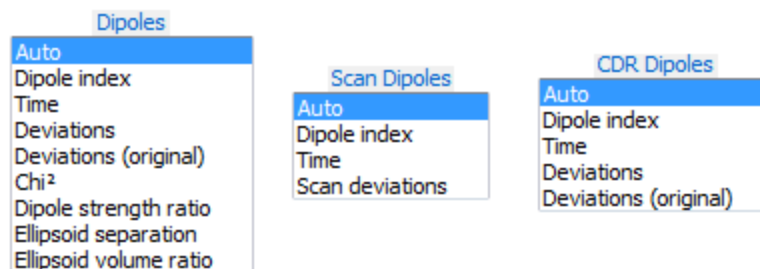 Dipoles
Auto
Dipole index
Time
Deviations
Deviations (original)
Chi²
Dipole strength ratio
Ellipsoid separation
Ellipsoid volume ratio
Scan Dipoles
Auto
Dipole index
Time
Scan deviations
CDR Dipoles
Auto
Dipole index
Time
Deviations
Deviations (original)